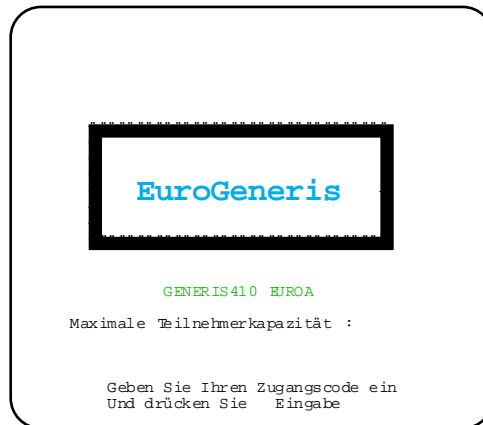 EuroGeneris
GENERIS410 EUROA
Maximale Teilnehmerkapazität :
Geben Sie Ihren Zugangscode ein
Und drücken Sie Eingabe